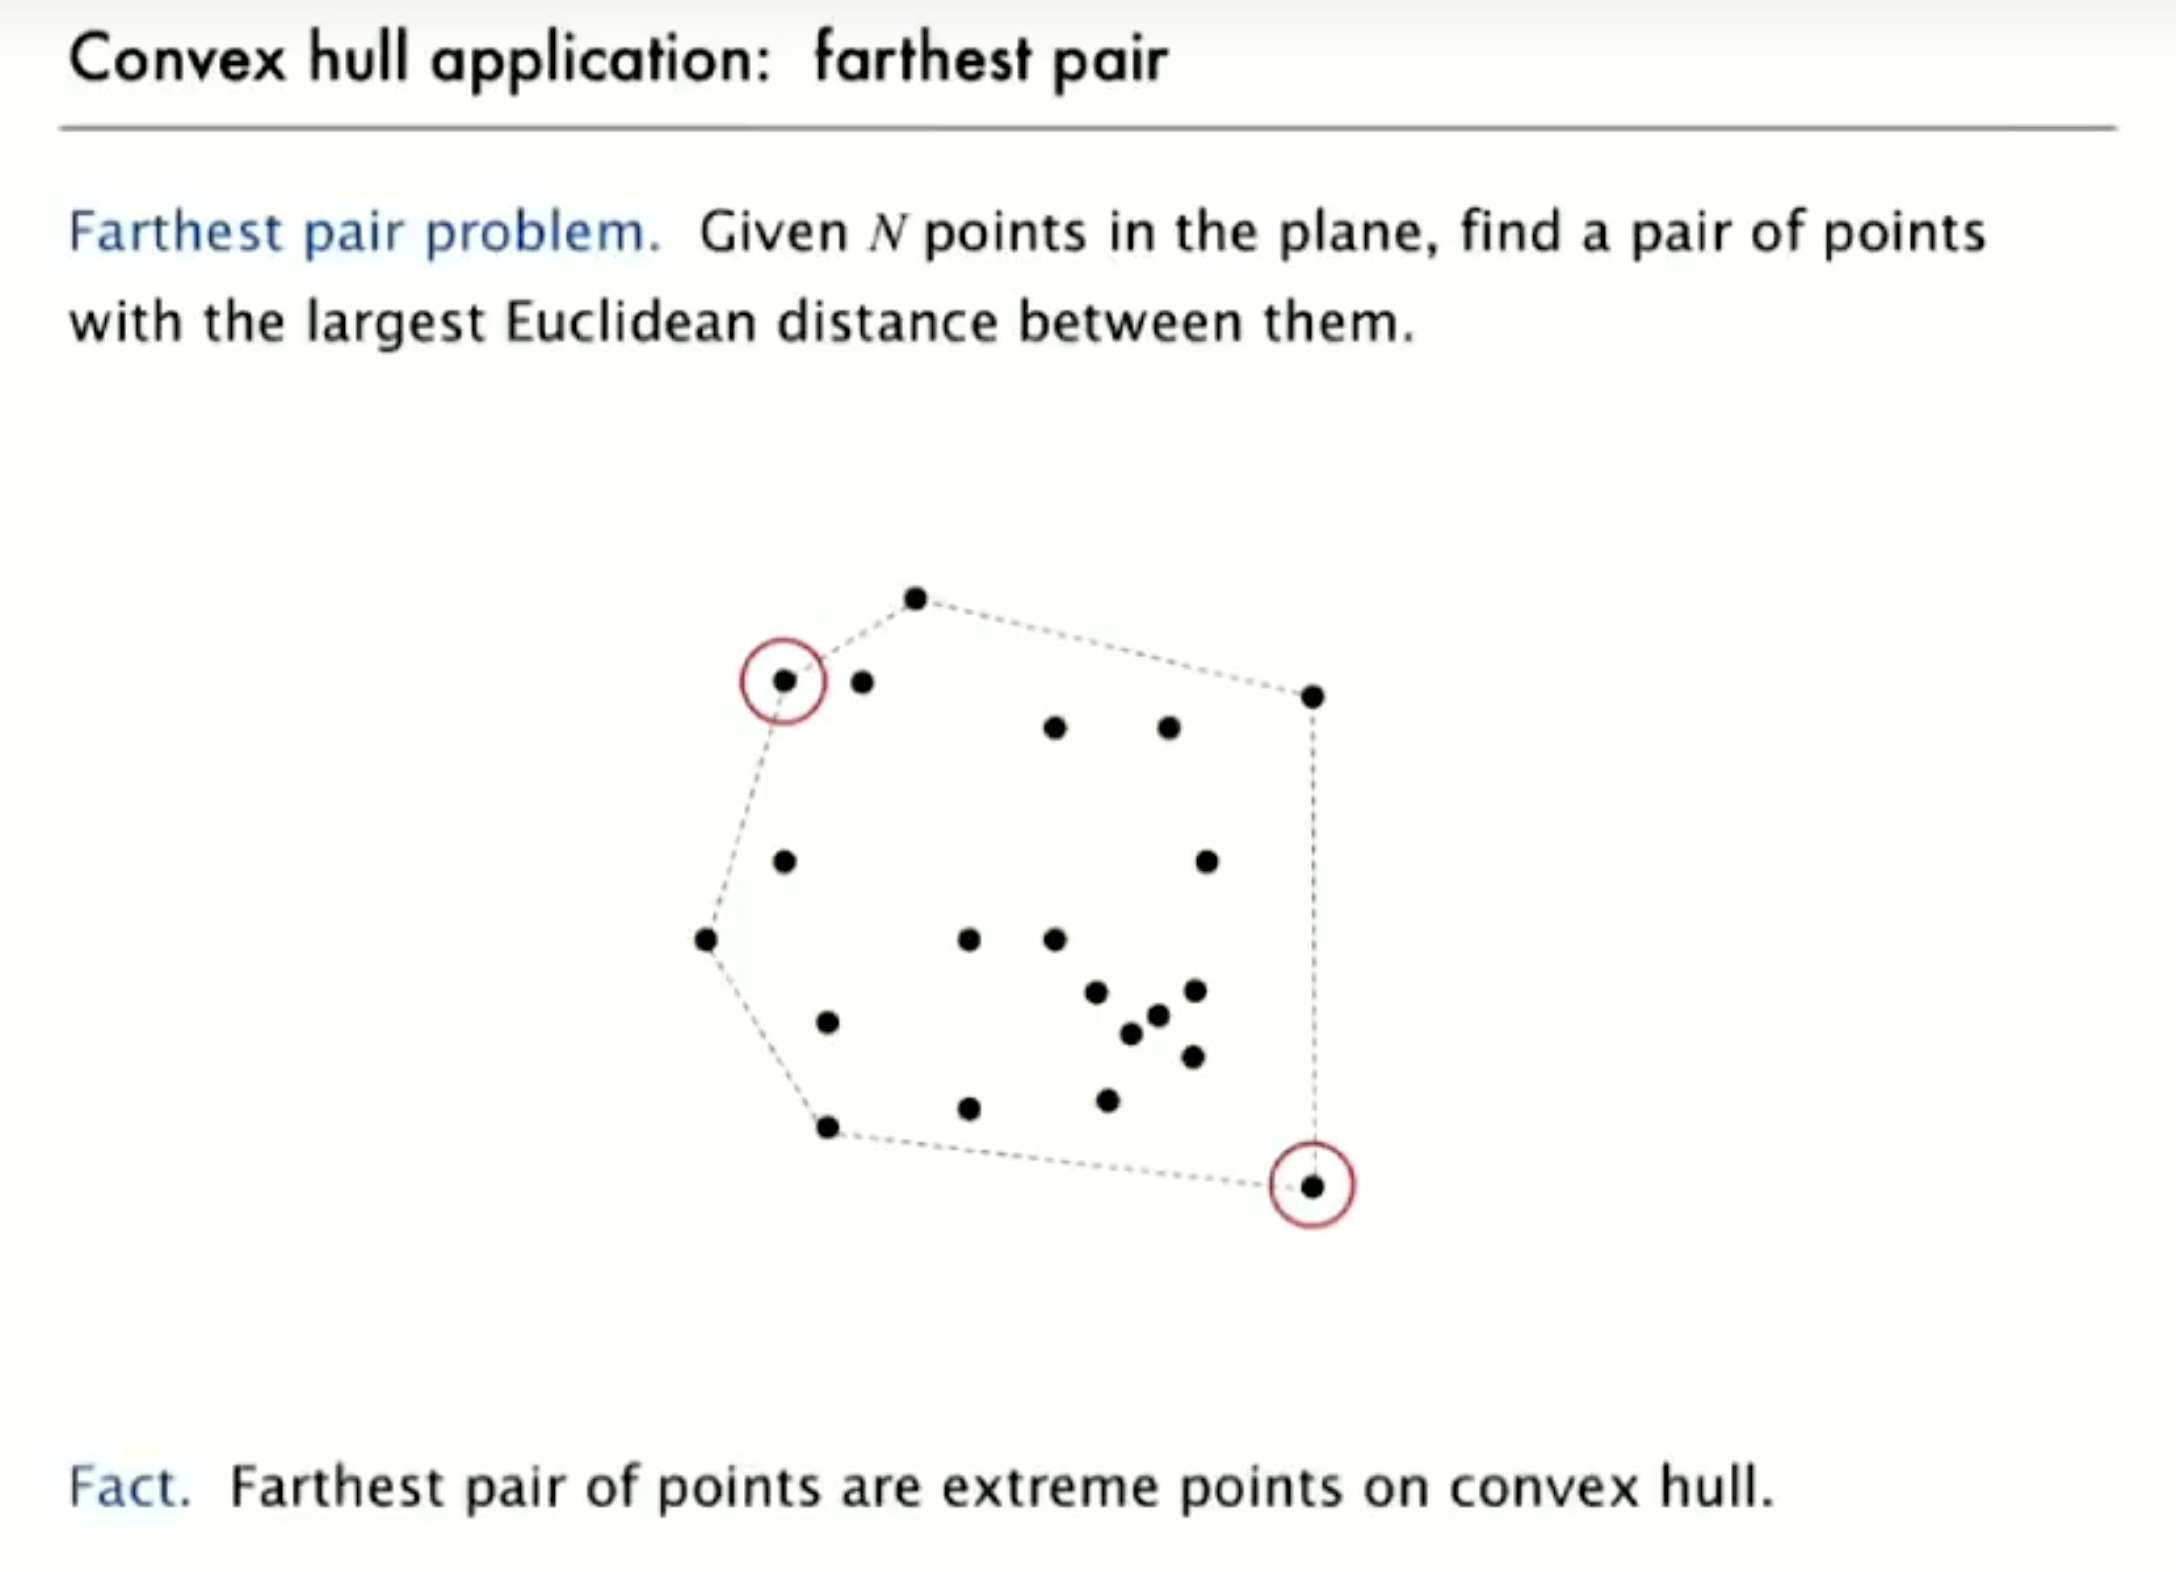 Convex hull application: farthest pair
Farthest pair problem. Given N points in the plane, find a pair of points
with the largest Euclidean distance between them.
Fact. Farthest pair of points are extreme points on convex hull.